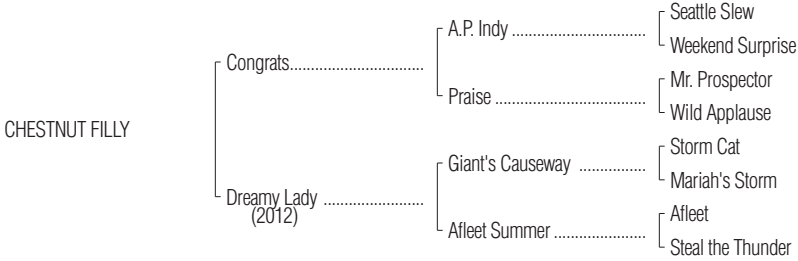 Seattle Slew
A.P. Indy ................................
Weekend Surprise
Congrats................................
Mr. Prospector
Praise ....................................
Wild Applause
CHESTNUT FILLY
Storm Cat
Giant's Causeway ................
Mariah's Storm
Dreamy Lady ........................
(2012)
Afleet
Afleet Summer ......................
Steal the Thunder